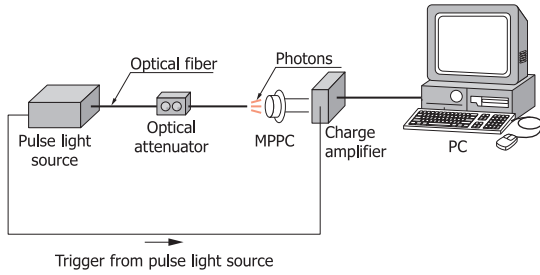 Photons
Optical fiber
Pulse light
source
Optical
attenuator
MPPC
Charge
amplifier
PC
Trigger from pulse light source